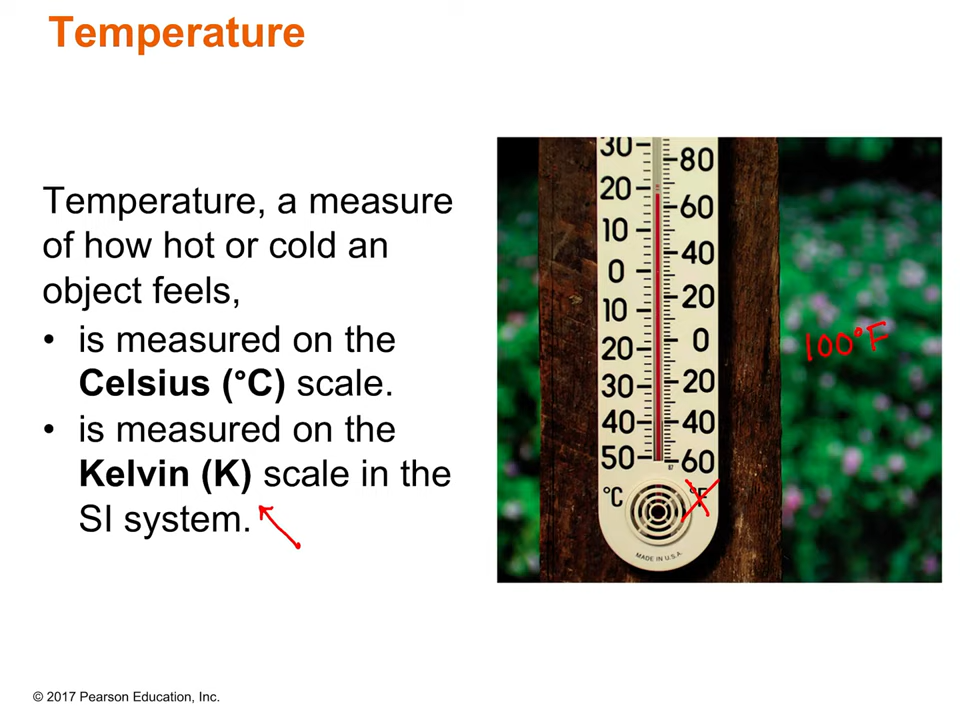 Temperature
Temperature, a measure
of how hot or cold an
object feels,
• is measured on the
Celsius (°C) scale.
• is measured on the
Kelvin (K) scale in the
SI system.
30 80
20 60
10 40
0 20
10 0
20 20
30 40
40 60
50
°C °F
MADE IN U.S.A.
100°F
© 2017 Pearson Education, Inc.